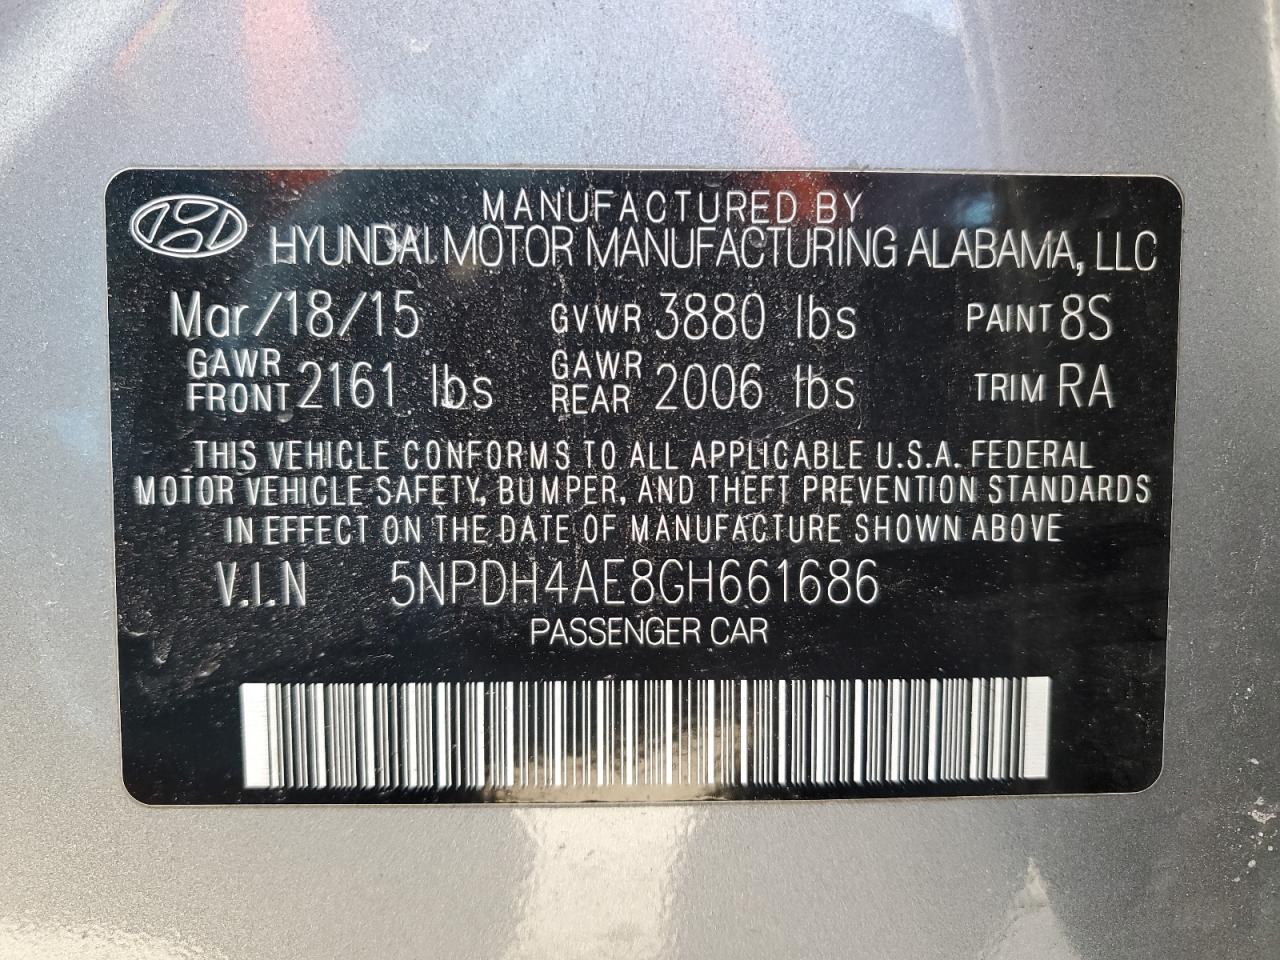 MANUFACTURED BY
HYUNDAI MOTOR MANUFACTURING ALABAMA, LLC
Mar/18/15 GVWR 3880 lbs PAINT 8S
GAWR FRONT 2161 lbs GAWR REAR 2006 lbs TRIM RA
THIS VEHICLE CONFORMS TO ALL APPLICABLE U.S.A. FEDERAL
MOTOR VEHICLE SAFETY, BUMPER, AND THEFT PREVENTION STANDARDS
IN EFFECT ON THE DATE OF MANUFACTURE SHOWN ABOVE
V.I.N 5NPDH4AE8GH661686
PASSENGER CAR